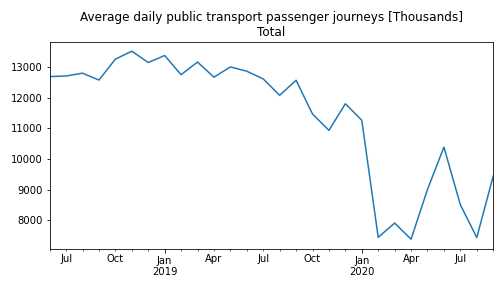 Average daily public transport passenger journeys [Thousands]
Total
13000
12000
11000
10000
9000
8000
Jul Oct Jan Apr Jul Oct Jan Apr Jul
2019 2020